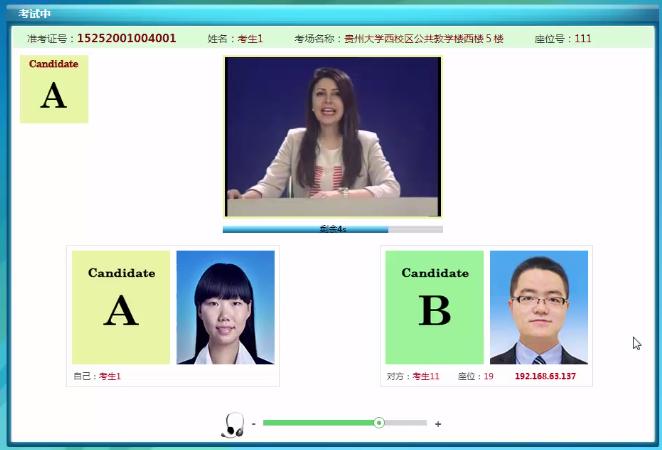 考试中
准考证号：15252001004001 姓名：考生1 考场名称：贵州大学西校区公共教学楼西楼5楼 座位号：111
Candidate
A
剩余4s
Candidate
A
Candidate
B
自己：考生1
对方：考生11 座位：19 192.168.63.137
- +